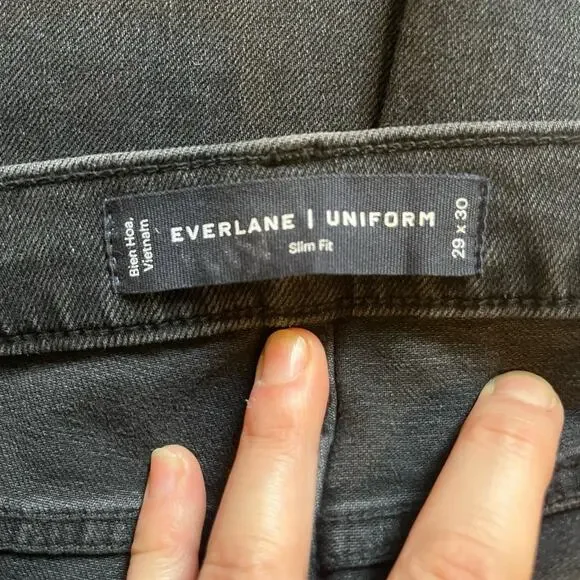 Bien Hoa,
Vietnam
EVERLANE | UNIFORM
Slim Fit
29 x 30